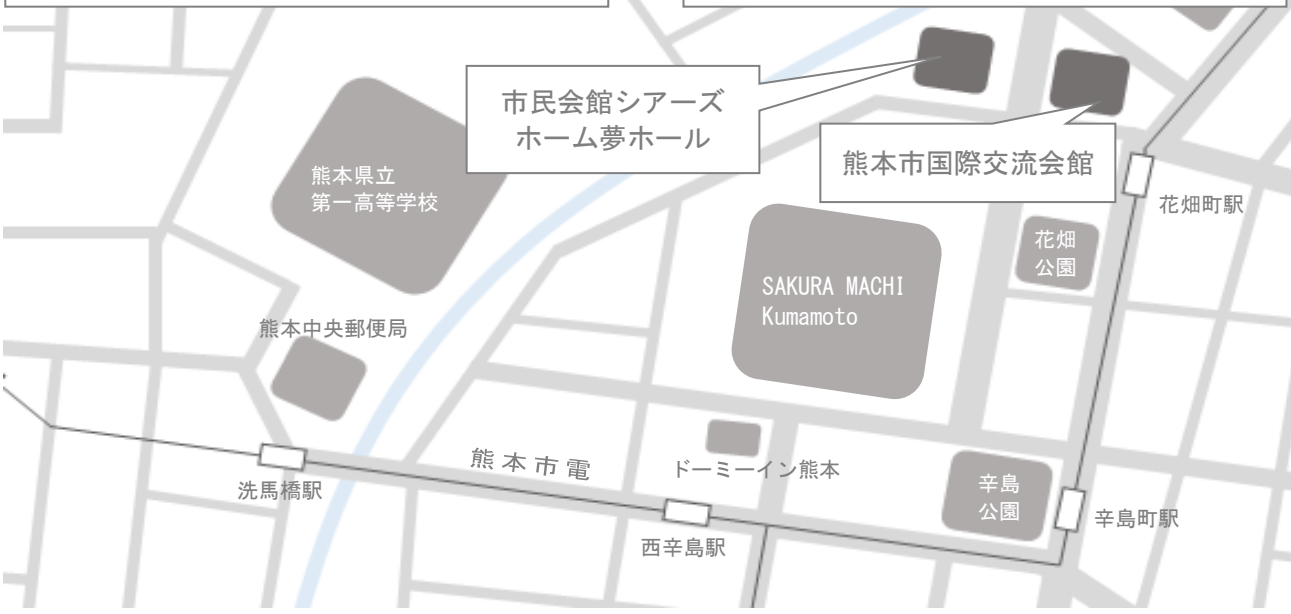 市民会館シアーズ
ホーム夢ホール
熊本市国際交流会館
熊本県立
第一高等学校
花畑町駅
花畑
公園
SAKURA MACHI
Kumamoto
熊本中央郵便局
熊本市電
ドーミーイン熊本
洗馬橋駅
辛島
公園
辛島町駅
西辛島駅